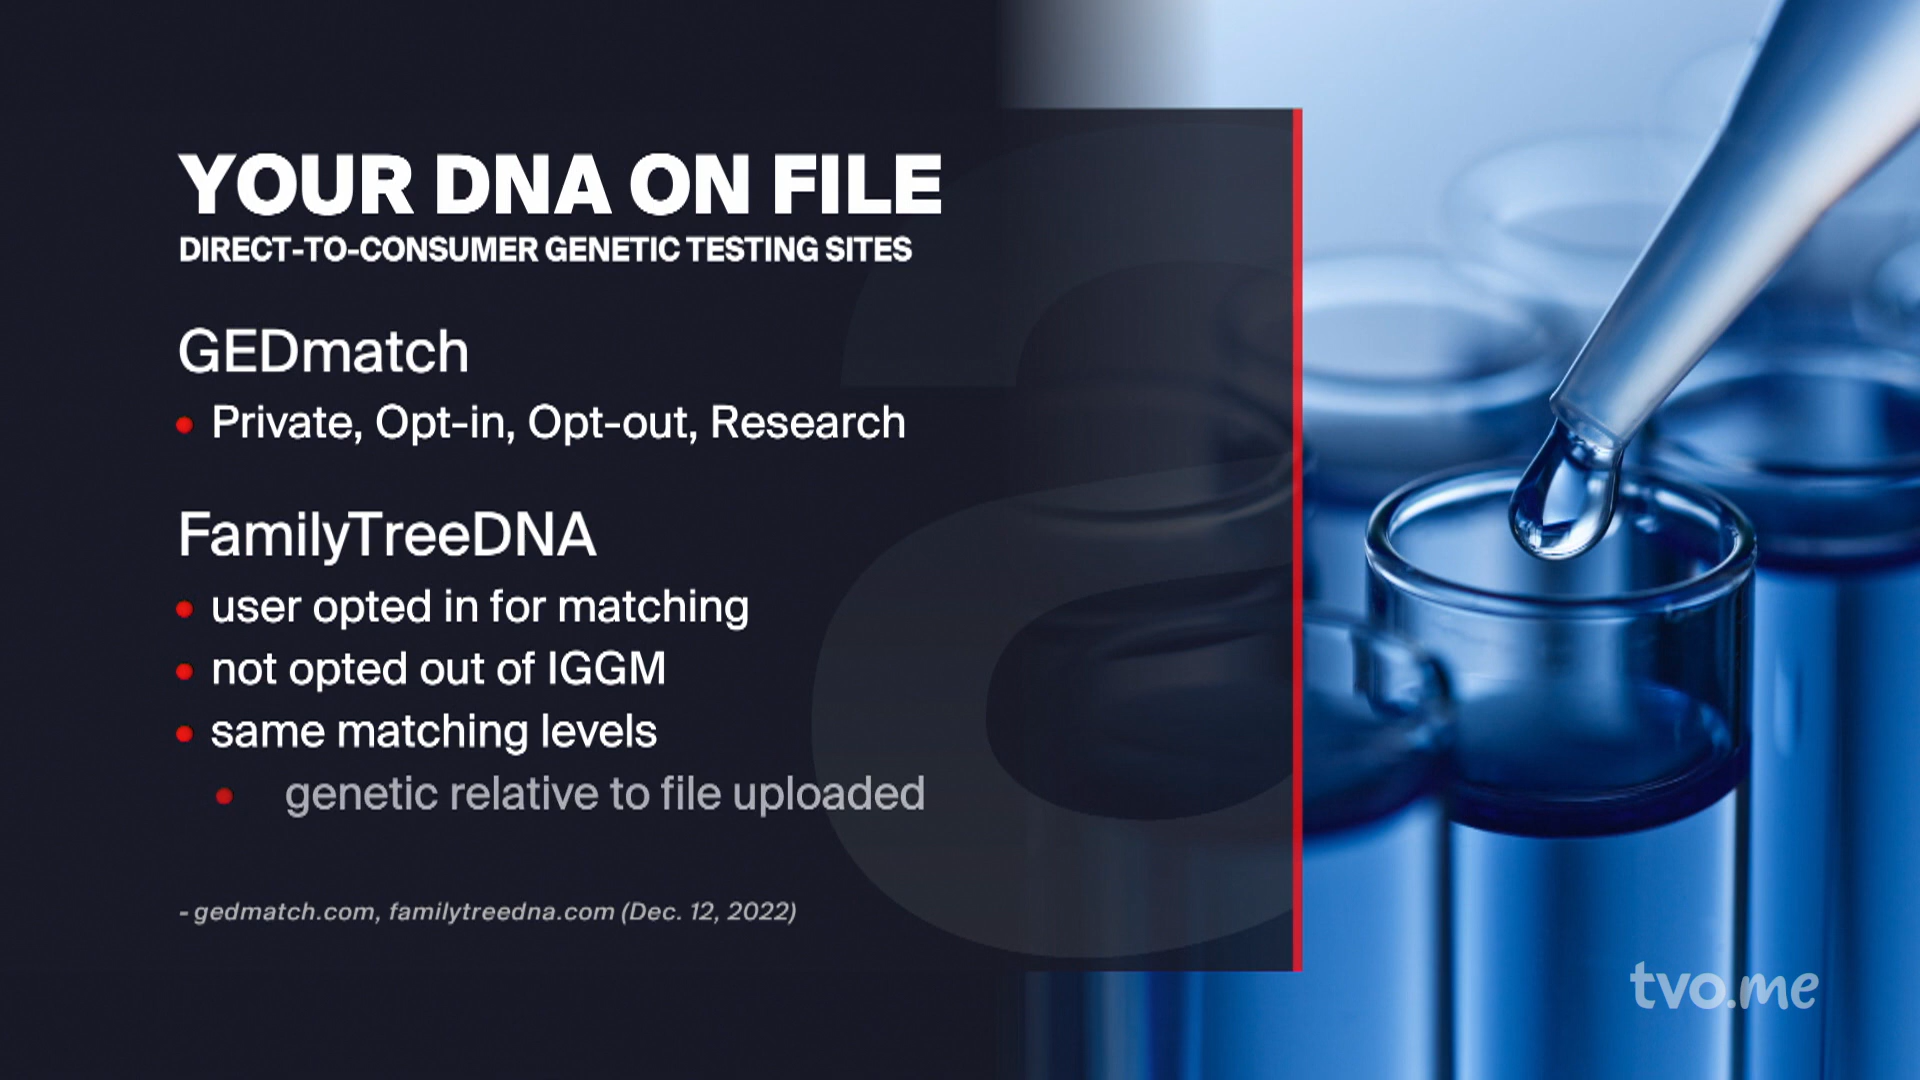 YOUR DNA ON FILE
DIRECT-TO-CONSUMER GENETIC TESTING SITES
GEDmatch
• Private, Opt-in, Opt-out, Research
FamilyTreeDNA
• user opted in for matching
• not opted out of IGGM
• same matching levels
• genetic relative to file uploaded
- gedmatch.com, familytreedna.com (Dec. 12, 2022)
tvo.me